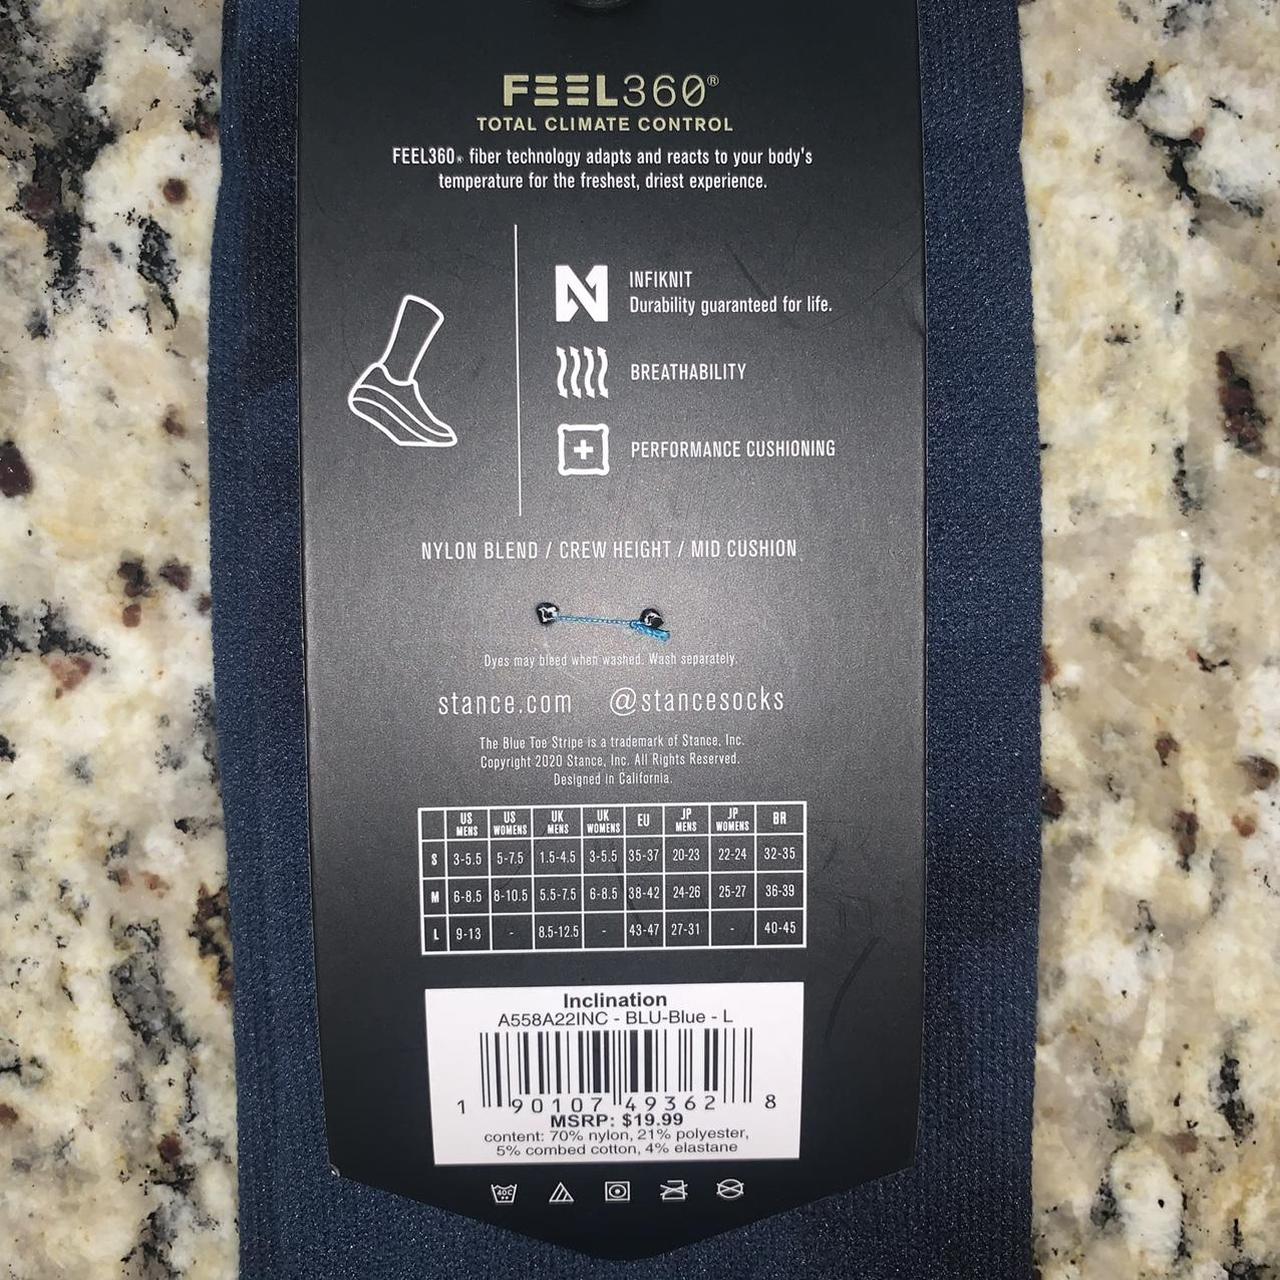 FEEL360®
TOTAL CLIMATE CONTROL
FEEL360® fiber technology adapts and reacts to your body's
temperature for the freshest, driest experience.
INFIKNIT
Durability guaranteed for life.
BREATHABILITY
PERFORMANCE CUSHIONING
NYLON BLEND / CREW HEIGHT / MID CUSHION
Dyes may bleed when washed. Wash separately.
stance.com @stancesocks
The Blue Toe Stripe is a trademark of Stance, Inc.
Copyright 2020 Stance, Inc. All Rights Reserved.
Designed in California.
US MENS US WOMENS UK MENS UK WOMENS EU JP MENS JP WOMENS BR
S 3-5.5 5-7.5 1.5-4.5 3-5.5 35-37 20-23 22-24 32-35
M 6-8.5 8-10.5 5.5-7.5 6-8.5 38-42 24-26 25-27 36-39
L 9-13 - 8.5-12.5 - 43-47 27-31 - 40-45
Inclination
A558A22INC - BLU-Blue - L
1 90107 49362 8
MSRP: $19.99
content: 70% nylon, 21% polyester,
5% combed cotton, 4% elastane
40C